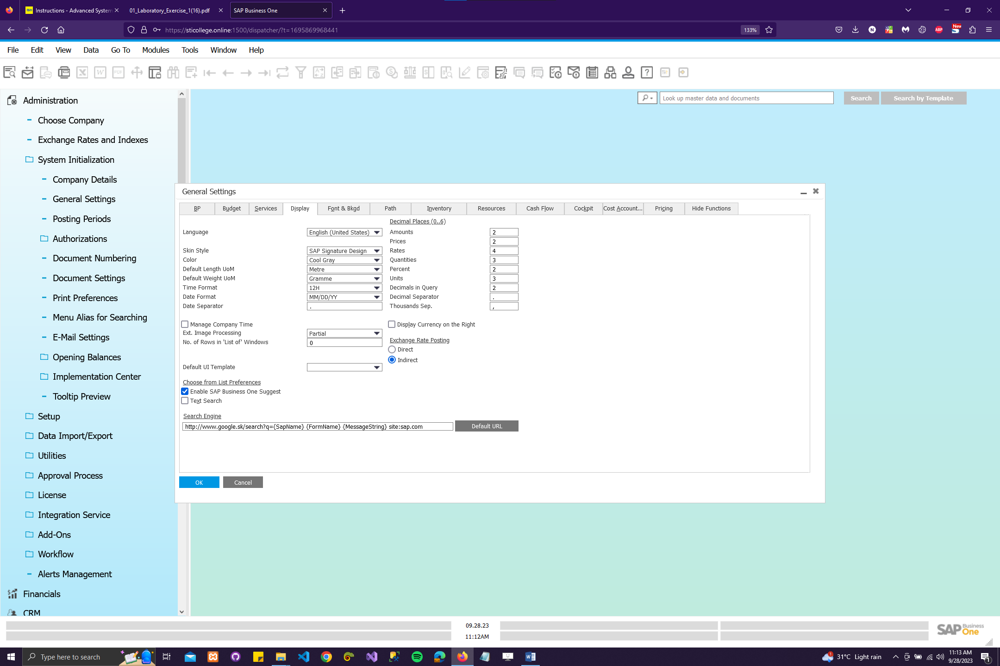 Instructions - Advanced System
01_Laboratory_Exercise_1(16).pdf
SAP Business One
https://sticollege.online:1500/dispatcher/?t=1695869968441
133%
N
ABP
New
File Edit View Data Go To Modules Tools Window Help
Administration
Choose Company
Exchange Rates and Indexes
System Initialization
Company Details
General Settings
Posting Periods
Authorizations
Document Numbering
Document Settings
Print Preferences
Menu Alias for Searching
E-Mail Settings
Opening Balances
Implementation Center
Tooltip Preview
Setup
Data Import/Export
Utilities
Approval Process
License
Integration Service
Add-Ons
Workflow
Alerts Management
Financials
CRM
Look up master data and documents
Search
Search by Template
General Settings
BP Budget Services Display Font & Bkgd Path Inventory Resources Cash Flow Cockpit Cost Account... Pricing Hide Functions
Decimal Places (0..6)
Language English (United States) Amounts 2
Prices 2
Skin Style SAP Signature Design Rates 4
Color Cool Gray Quantities 3
Default Length UoM Metre Percent 2
Default Weight UoM Gramme Units 3
Time Format 12H Decimals in Query 2
Date Format MM/DD/YY Decimal Separator .
Date Separator . Thousands Sep. ,
Manage Company Time Display Currency on the Right
Ext. Image Processing Partial
No. of Rows in 'List of' Windows 0 Exchange Rate Posting
Direct
Indirect
Default UI Template
Choose from List Preferences
Enable SAP Business One Suggest
Text Search
Search Engine
http://www.google.sk/search?q={SapName} {FormName} {MessageString} site:sap.com Default URL
OK Cancel
09.28.23
11:12AM
SAP Business One
Type here to search
31°C Light rain
11:13 AM
9/28/2023
1